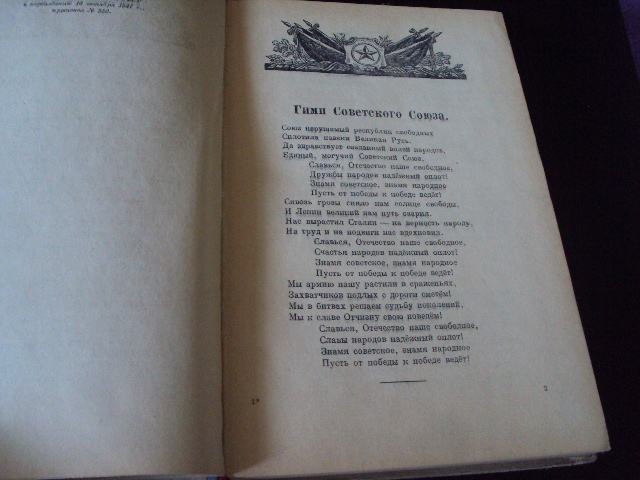 приказом № 350.
Гимн Советского Союза.
Союз нерушимый республик свободных
Сплотила навеки Великая Русь.
Да здравствует созданный волей народов,
Единый, могучий Советский Союз.
Славься, Отечество наше свободное,
Дружбы народов надёжный оплот!
Знамя советское, знамя народное
Пусть от победы к победе ведёт!
Сквозь грозы сияло нам солнце свободы,
И Ленин великий нам путь озарил.
Нас вырастил Сталин — на верность народу,
На труд и на подвиги нас вдохновил.
Славься, Отечество наше свободное,
Счастья народов надёжный оплот!
Знамя советское, знамя народное
Пусть от победы к победе ведёт!
Мы армию нашу растили в сраженьях,
Захватчиков подлых с дороги сметём!
Мы в битвах решаем судьбу поколений,
Мы к славе Отчизну свою поведём!
Славься, Отечество наше свободное,
Славы народов надёжный оплот!
Знамя советское, знамя народное
Пусть от победы к победе ведёт!
1* 3